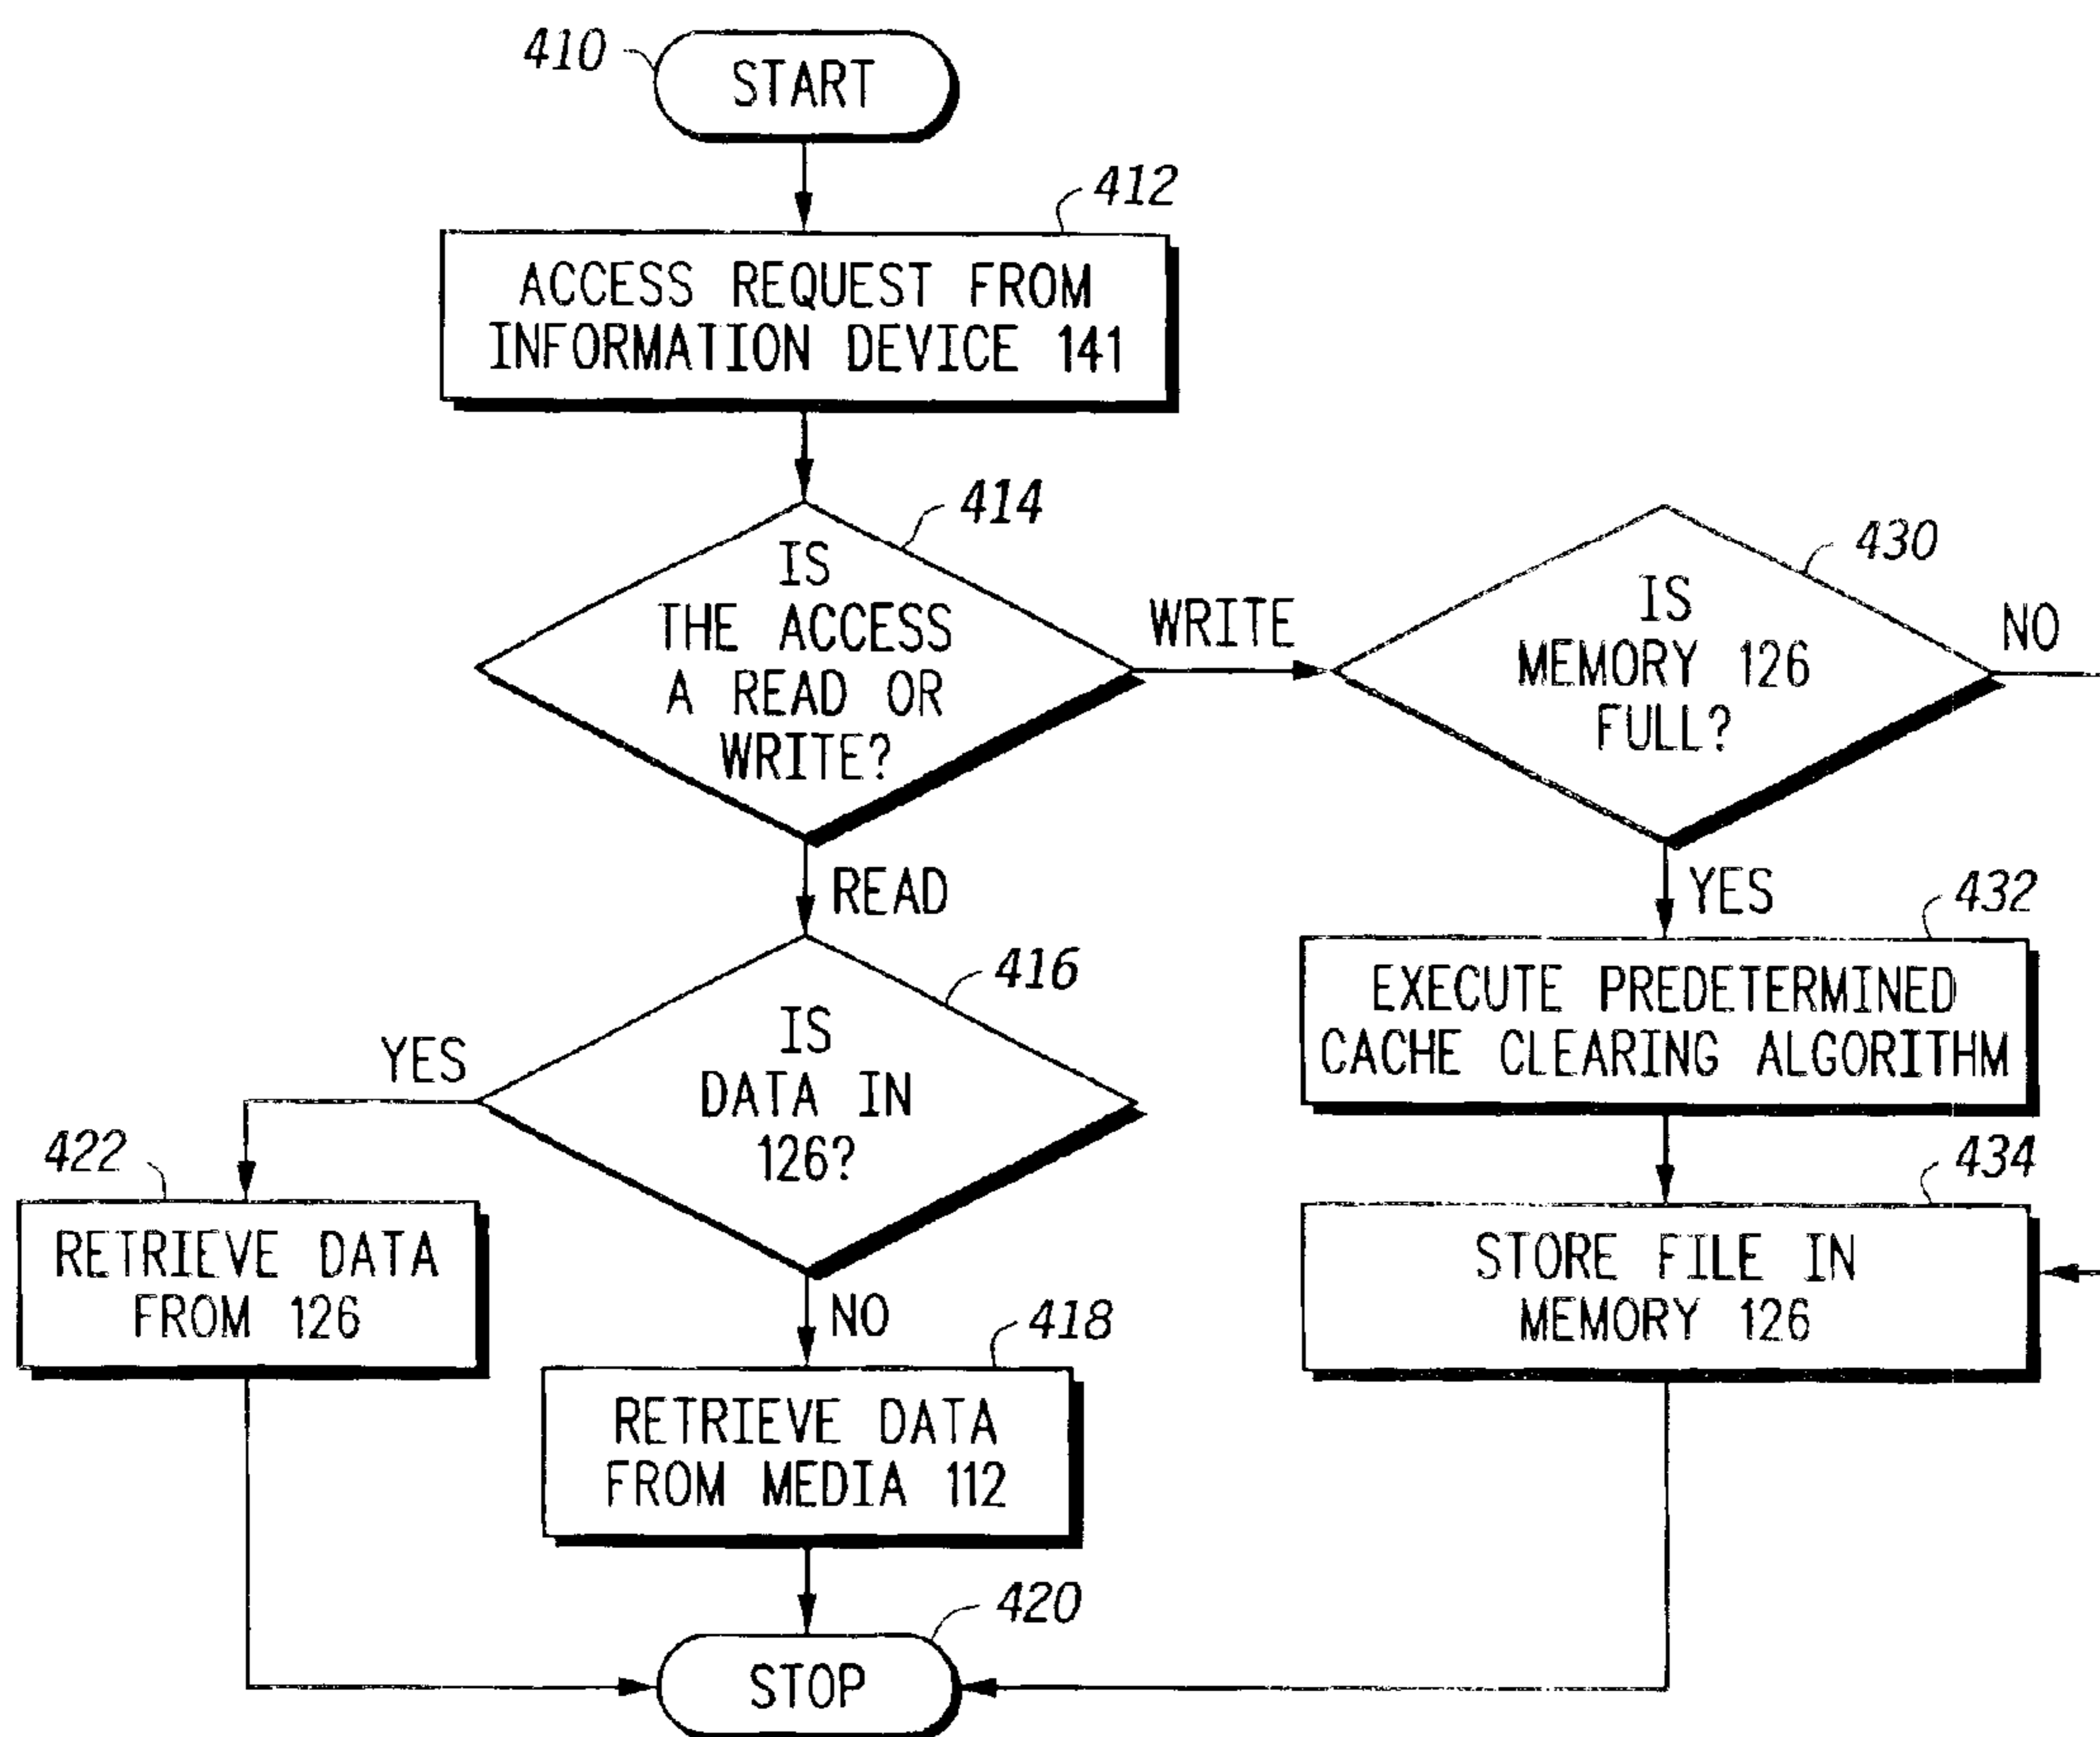 410
START
412
ACCESS REQUEST FROM
INFORMATION DEVICE 141
414
IS
THE ACCESS
A READ OR
WRITE?
WRITE
430
IS
MEMORY 126
FULL?
NO
READ
YES
432
EXECUTE PREDETERMINED
CACHE CLEARING ALGORITHM
416
IS
DATA IN
126?
YES
422
RETRIEVE DATA
FROM 126
434
STORE FILE IN
MEMORY 126
NO
418
RETRIEVE DATA
FROM MEDIA 112
420
STOP